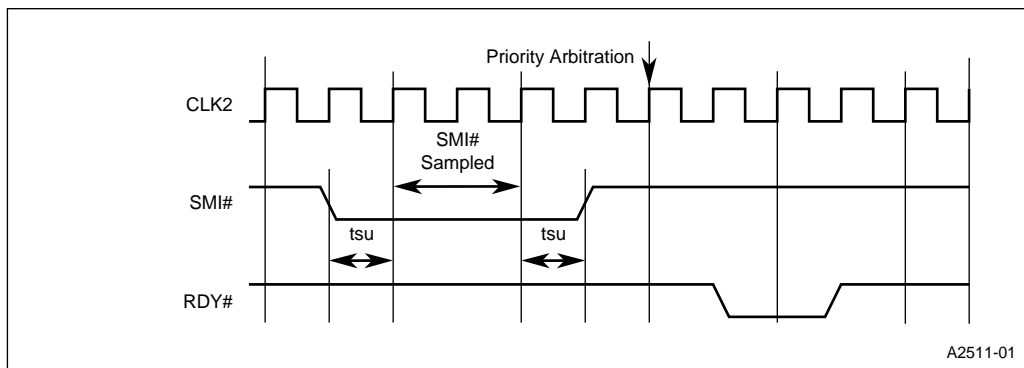 Priority Arbitration
CLK2
SMI#
Sampled
SMI#
tsu
tsu
RDY#
A2511-01